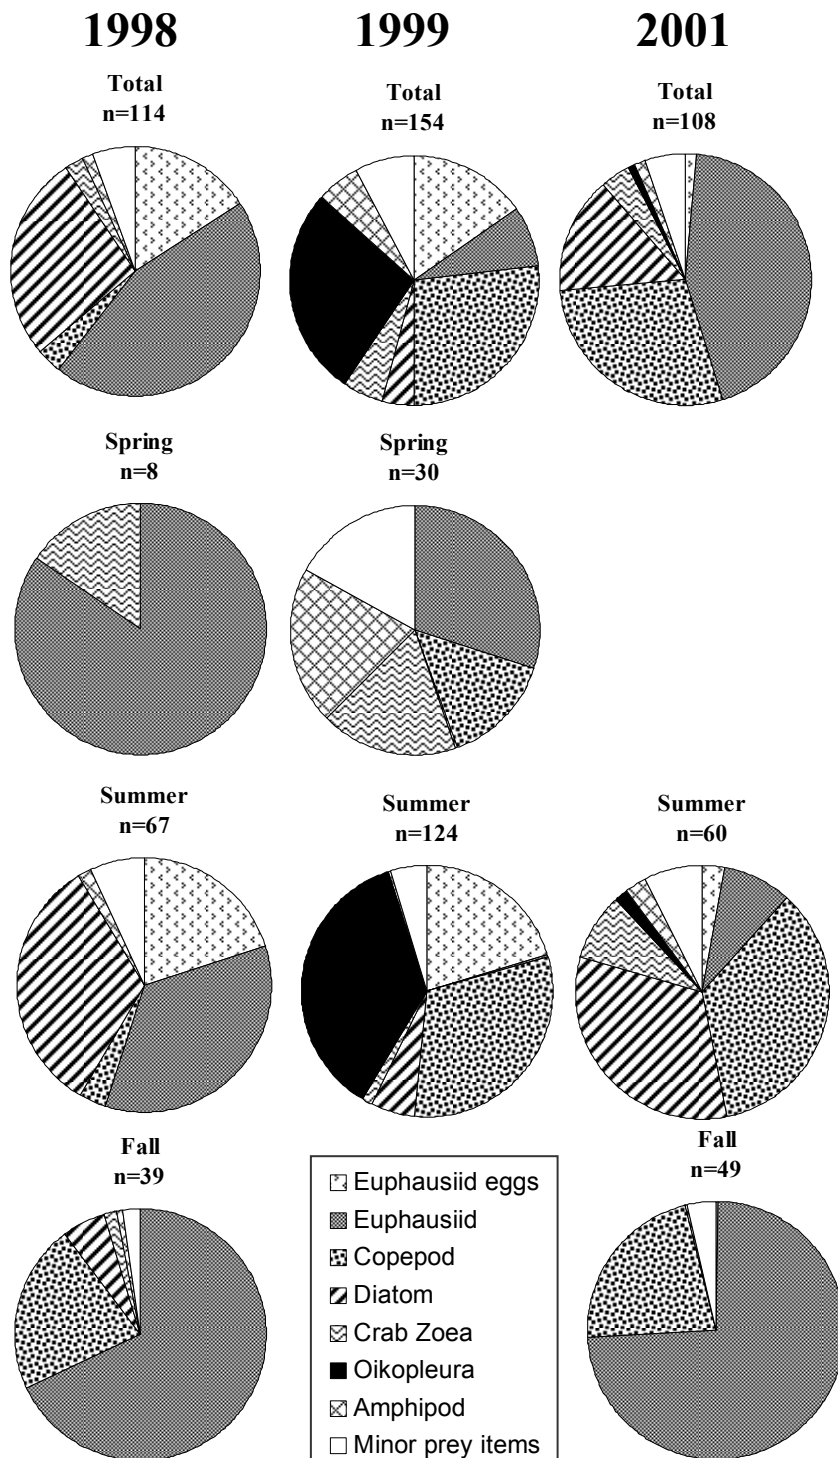 1998 1999 2001
Total
n=114
Total
n=154
Total
n=108
Spring
n=8
Spring
n=30
Summer
n=67
Summer
n=124
Summer
n=60
Fall
n=39
Fall
n=49
Euphausiid eggs
Euphausiid
Copepod
Diatom
Crab Zoea
Oikopleura
Amphipod
Minor prey items